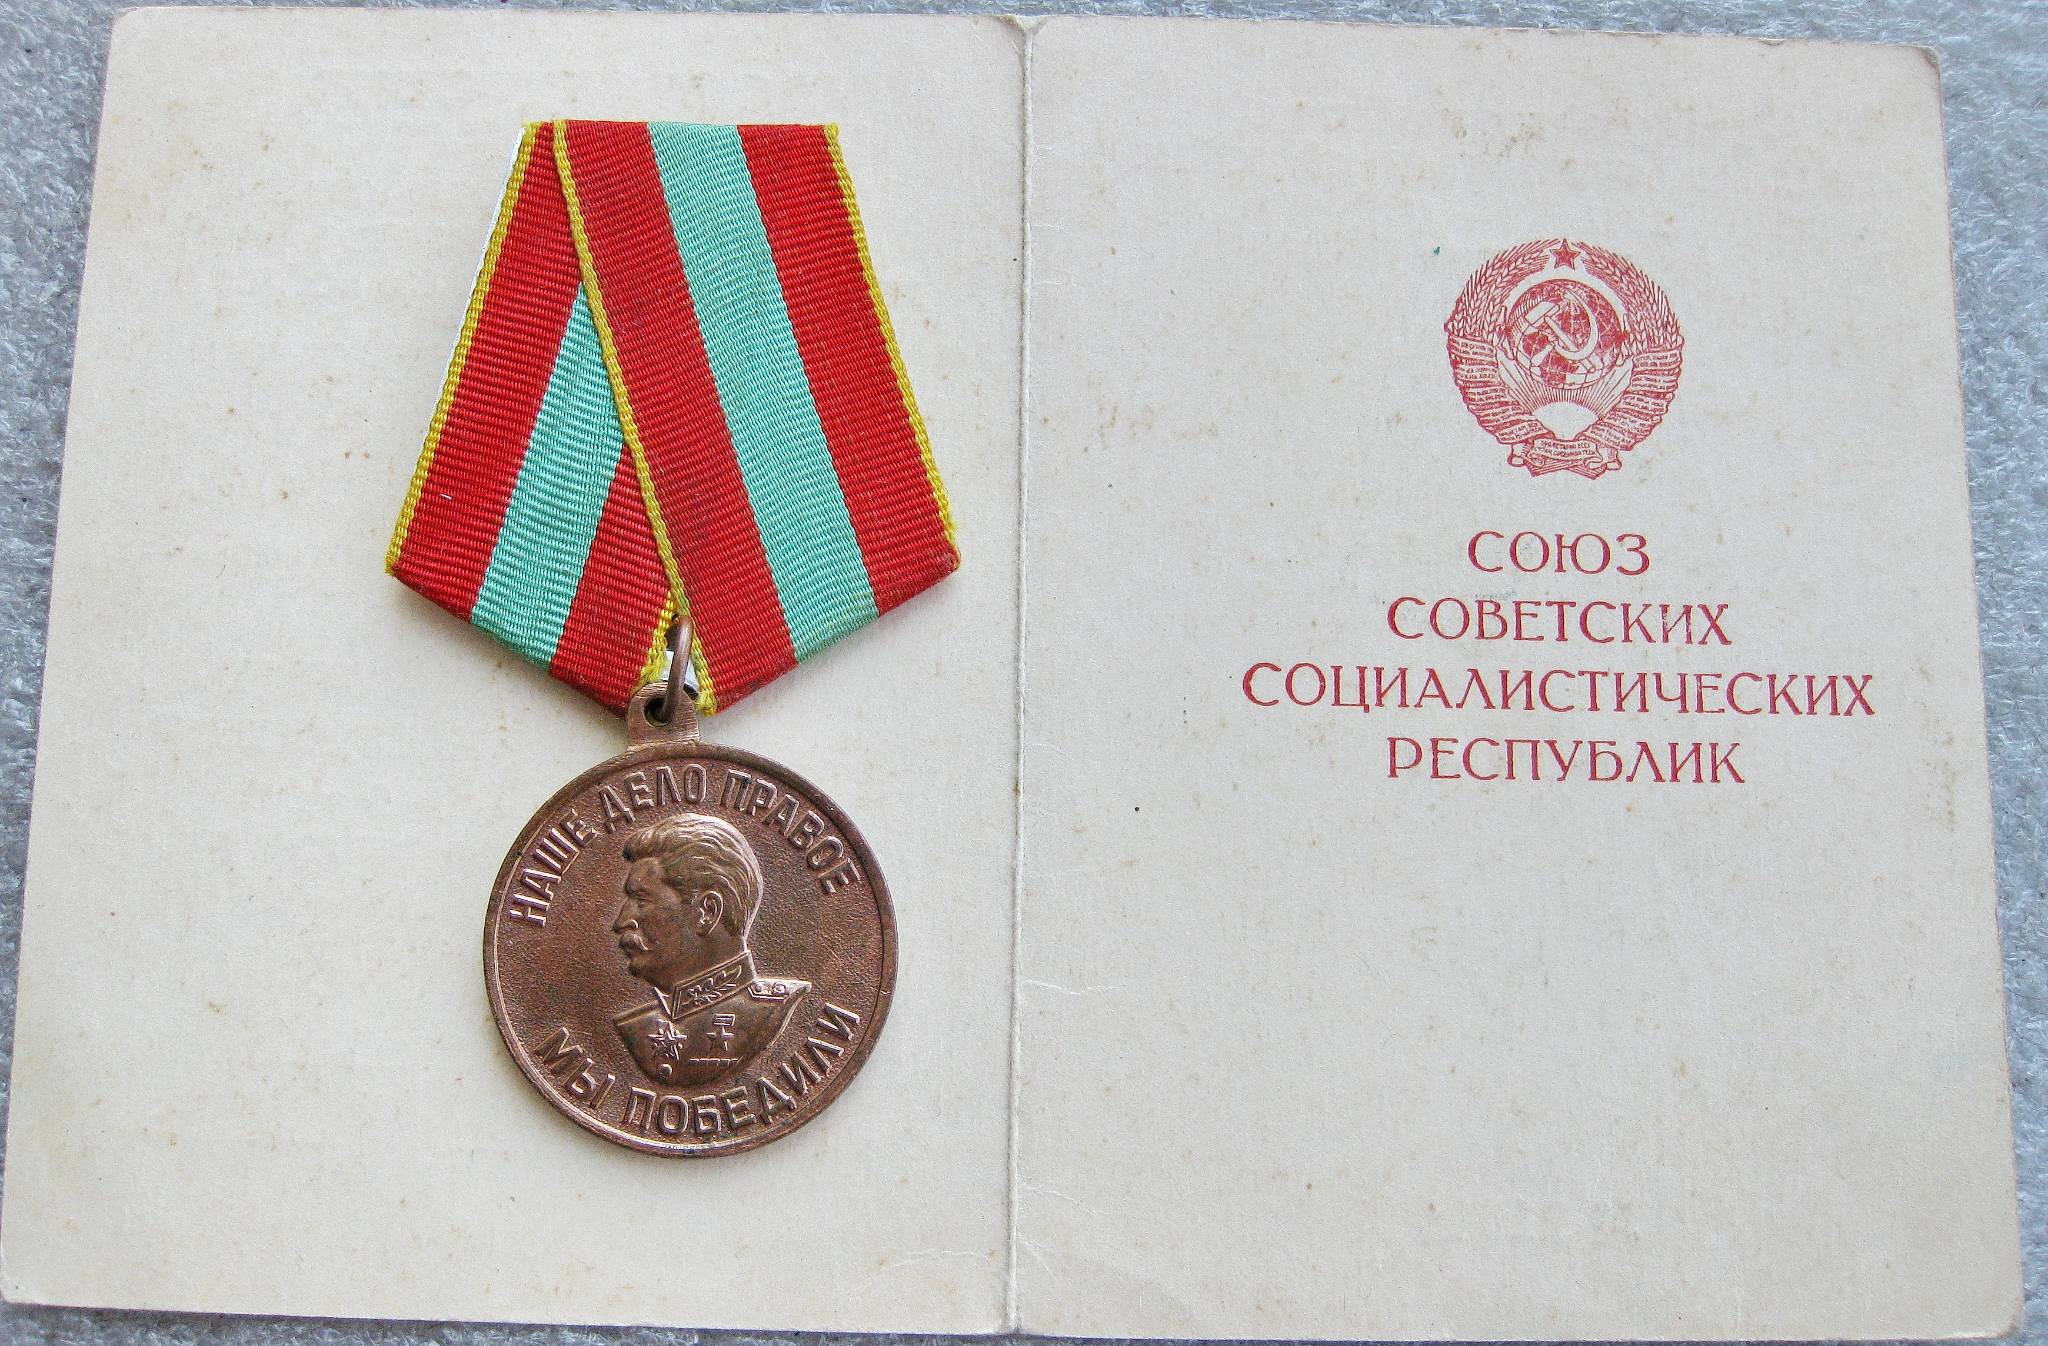 НАШЕ ДЕЛО ПРАВОЕ
МЫ ПОБЕДИЛИ
СОЮЗ
СОВЕТСКИХ
СОЦИАЛИСТИЧЕСКИХ
РЕСПУБЛИК